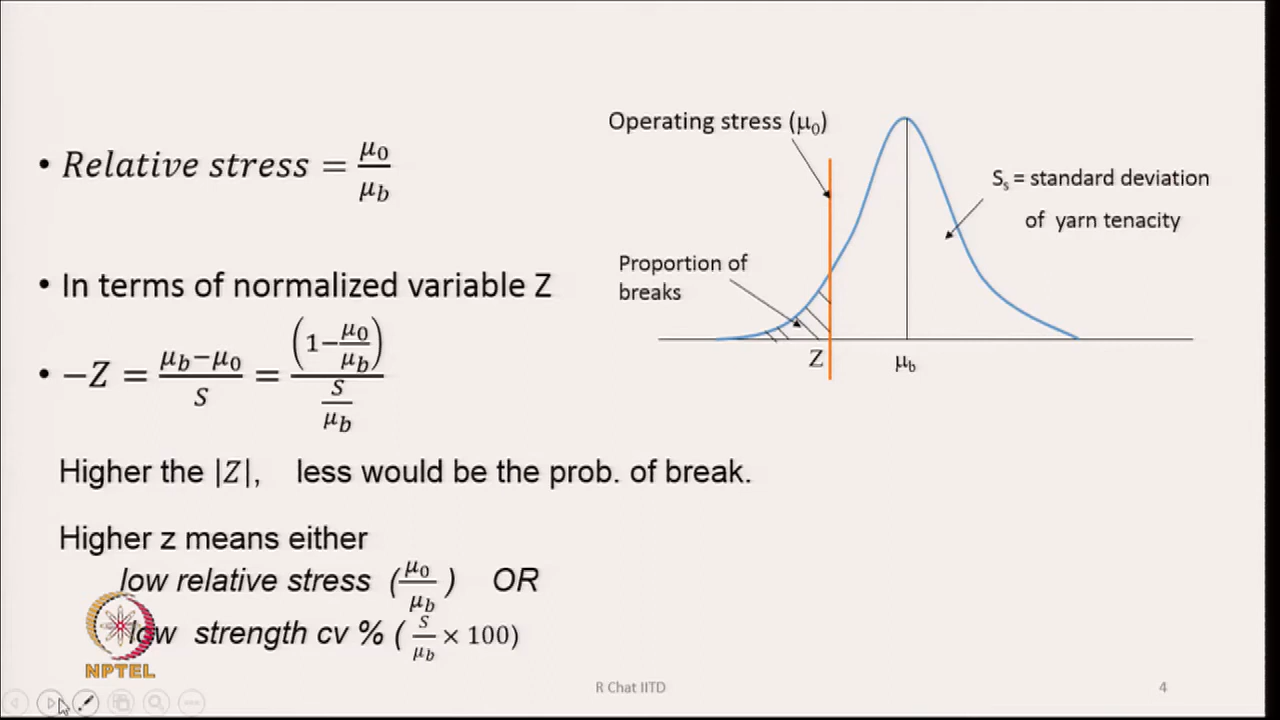 • Relative stress = μ0/μb
• In terms of normalized variable Z
• −Z = (μb−μ0)/S = (1−μ0/μb)/(S/μb)
Higher the |Z|, less would be the prob. of break.
Higher z means either
low relative stress (μ0/μb) OR
low strength cv % (S/μb × 100)
Operating stress (μ0)
Ss = standard deviation
of yarn tenacity
Proportion of
breaks
Z
μb
NPTEL
R Chat IITD
4